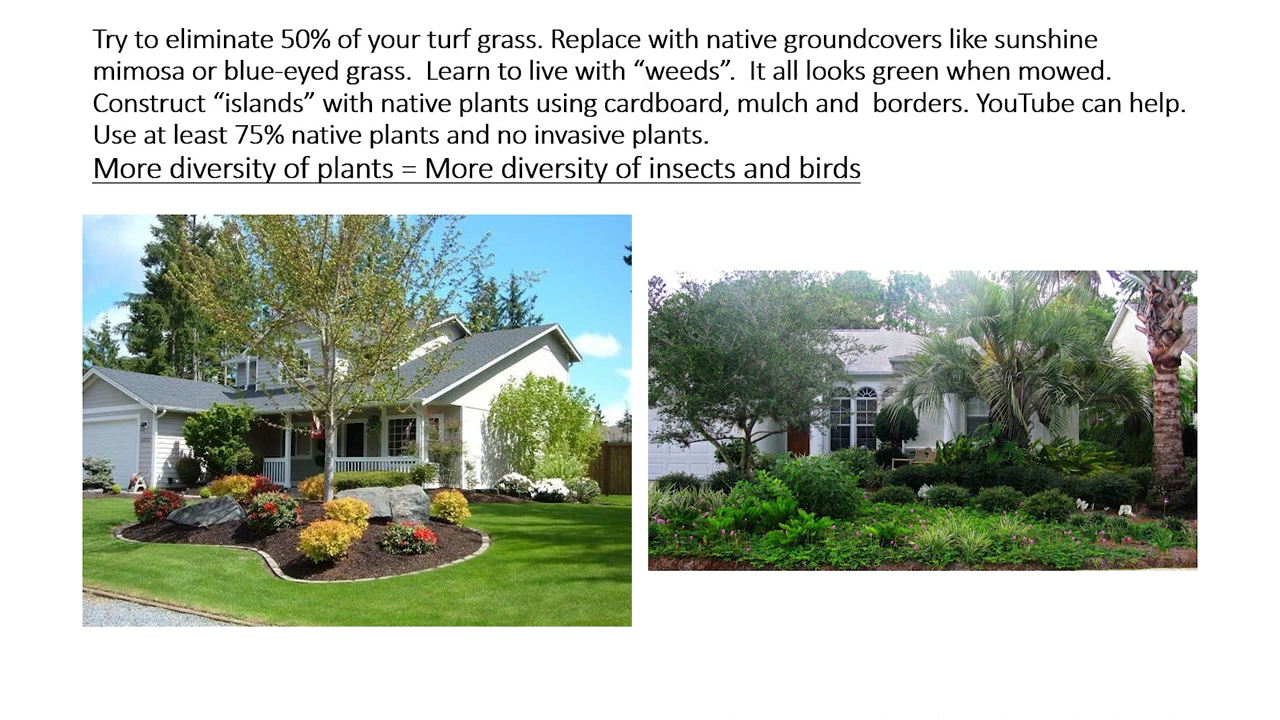 Try to eliminate 50% of your turf grass. Replace with native groundcovers like sunshine
mimosa or blue-eyed grass.  Learn to live with “weeds”.  It all looks green when mowed.
Construct “islands” with native plants using cardboard, mulch and  borders. YouTube can help.
Use at least 75% native plants and no invasive plants.
More diversity of plants = More diversity of insects and birds